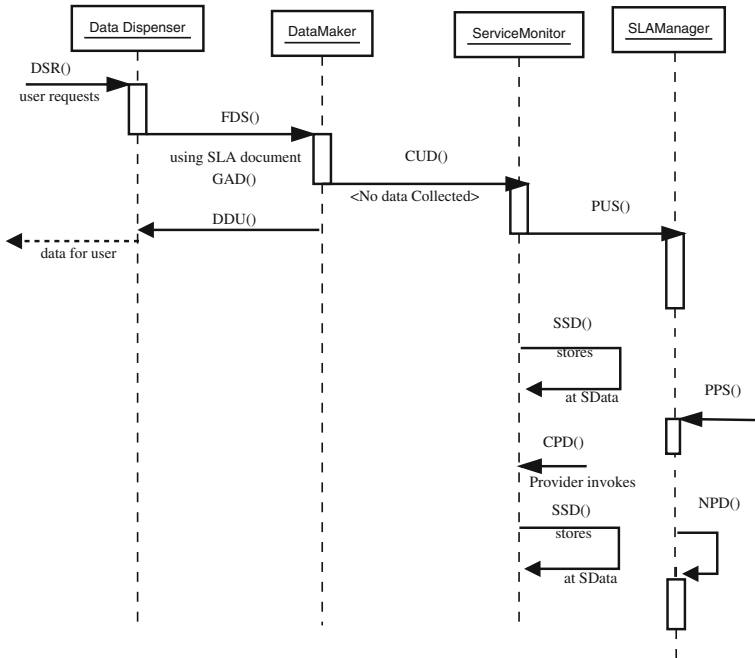 Data Dispenser
DataMaker
ServiceMonitor
SLAManager
DSR()
user requests
FDS()
using SLA document
GAD()
CUD()
<No data Collected>
PUS()
DDU()
data for user
SSD()
stores
at SData
PPS()
CPD()
Provider invokes
SSD()
stores
at SData
NPD()